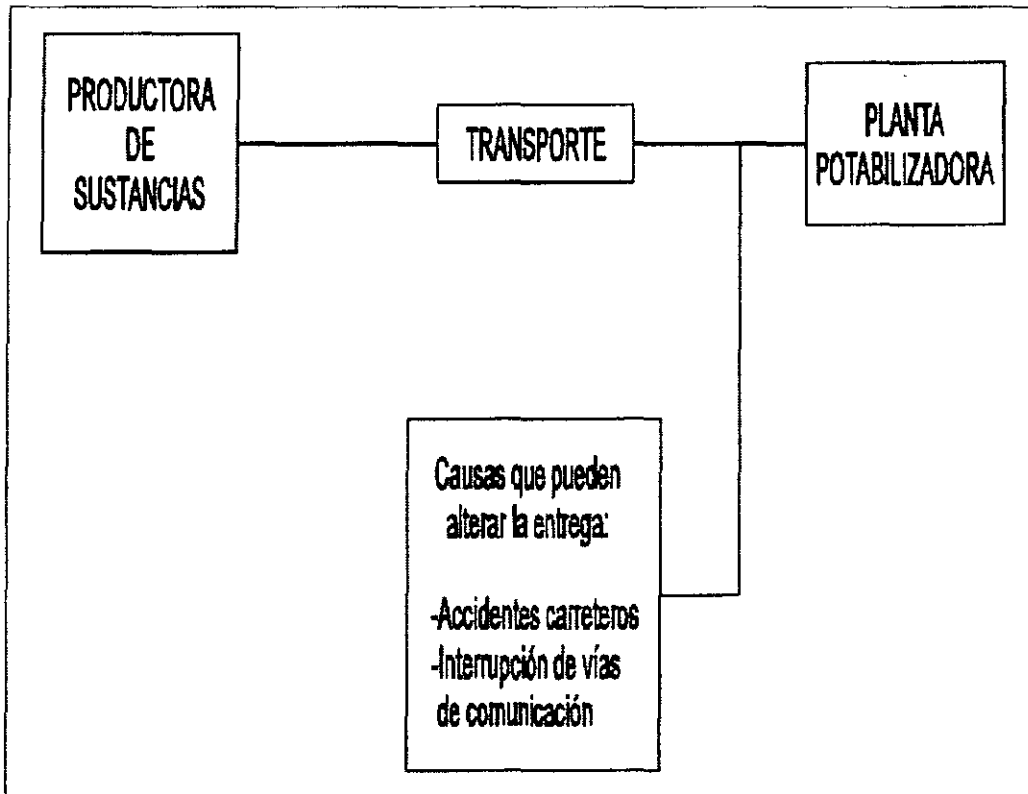 PRODUCTORA
DE
SUSTANCIAS
TRANSPORTE
PLANTA
POTABILIZADORA
Causas que pueden
alterar la entrega:
-Accidentes carreteros
-Interrupción de vías
de comunicación